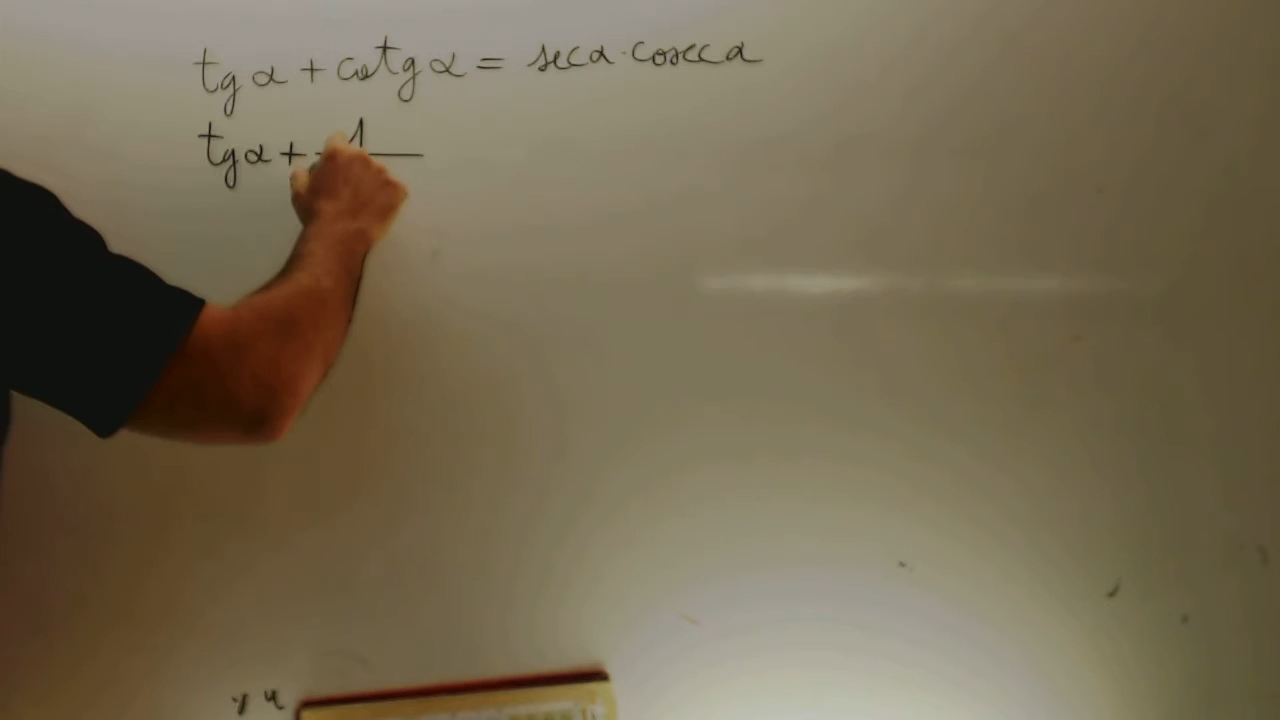 tg α + cotg α = sec α · cosec α
tg α + 1